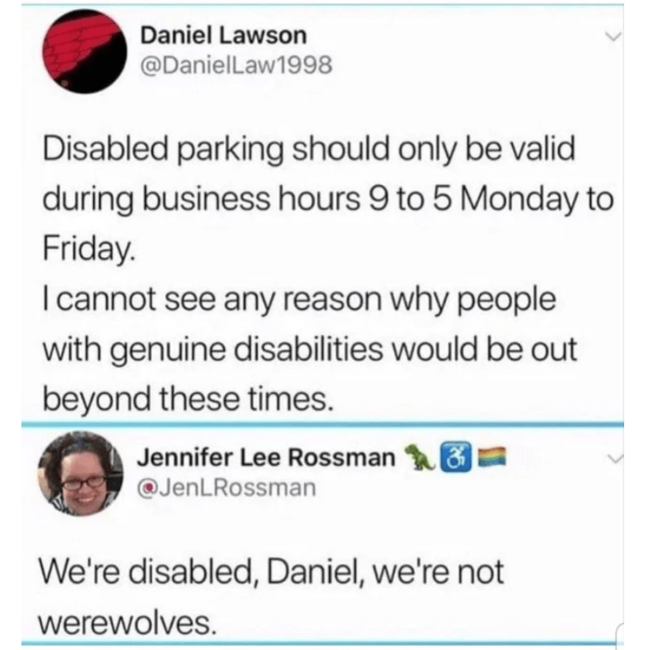 Daniel Lawson
@DanielLaw1998
Disabled parking should only be valid
during business hours 9 to 5 Monday to
Friday.
I cannot see any reason why people
with genuine disabilities would be out
beyond these times.
Jennifer Lee Rossman 🦖♿🏳️‍🌈
@JenLRossman
We're disabled, Daniel, we're not
werewolves.